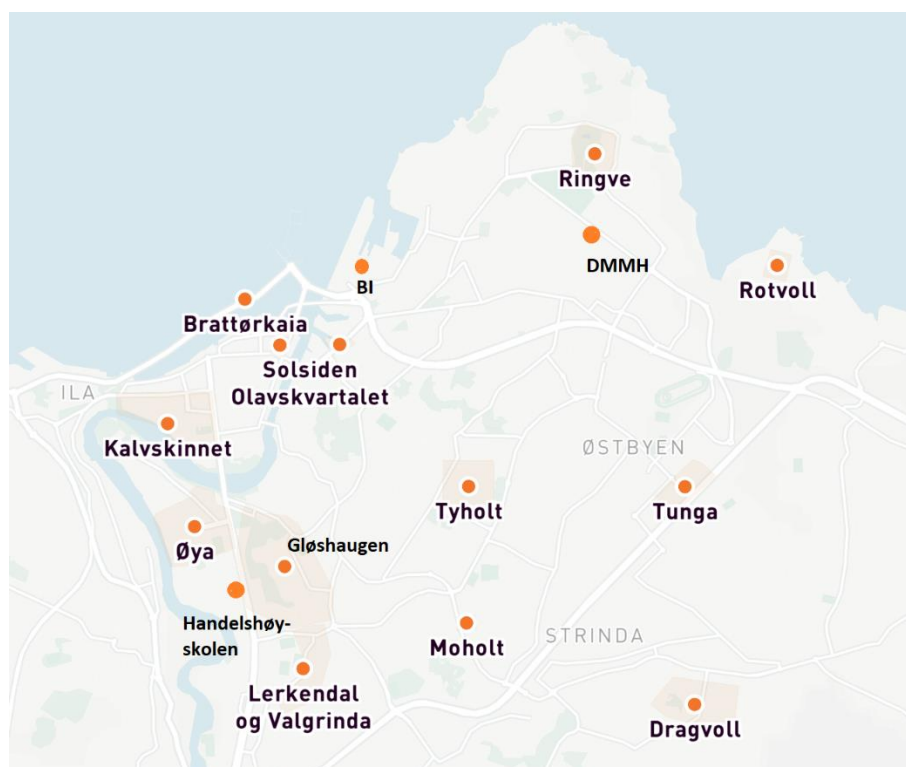 Ringve
DMMH
Rotvoll
BI
Brattørkaia
Solsiden
Olavskvartalet
ILA
Kalvskinnet
ØSTBYEN
Tyholt
Tunga
Øya
Gløshaugen
Handelshøy-
skolen
Moholt
STRINDA
Lerkendal
og Valgrinda
Dragvoll